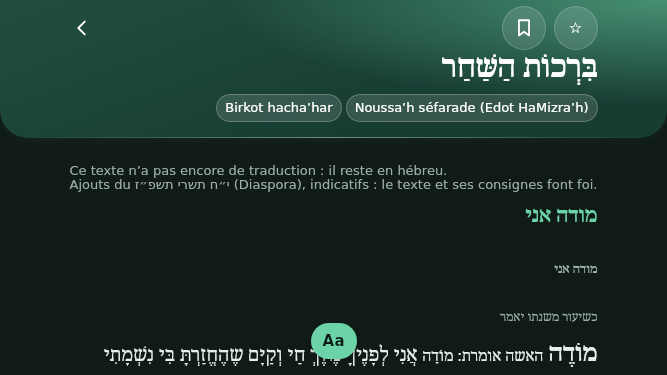 בִּרְכוֹת הַשַּׁחַר
Birkot hacha’har
Noussa’h séfarade (Edot HaMizra’h)
Ce texte n’a pas encore de traduction : il reste en hébreu.
Ajouts du י״ח תשרי תשפ״ז (Diaspora), indicatifs : le texte et ses consignes font foi.
מודה אני
מודה אני
כשיעור משנתו יאמר
מוֹדֶה האשה אומרת: מוֹדָה אֲנִי לְפָנֶיךָ חַי וְקַיָּם שֶׁהֶחֱזַרְתָּ בִּי נִשְׁמָתִי
Aa